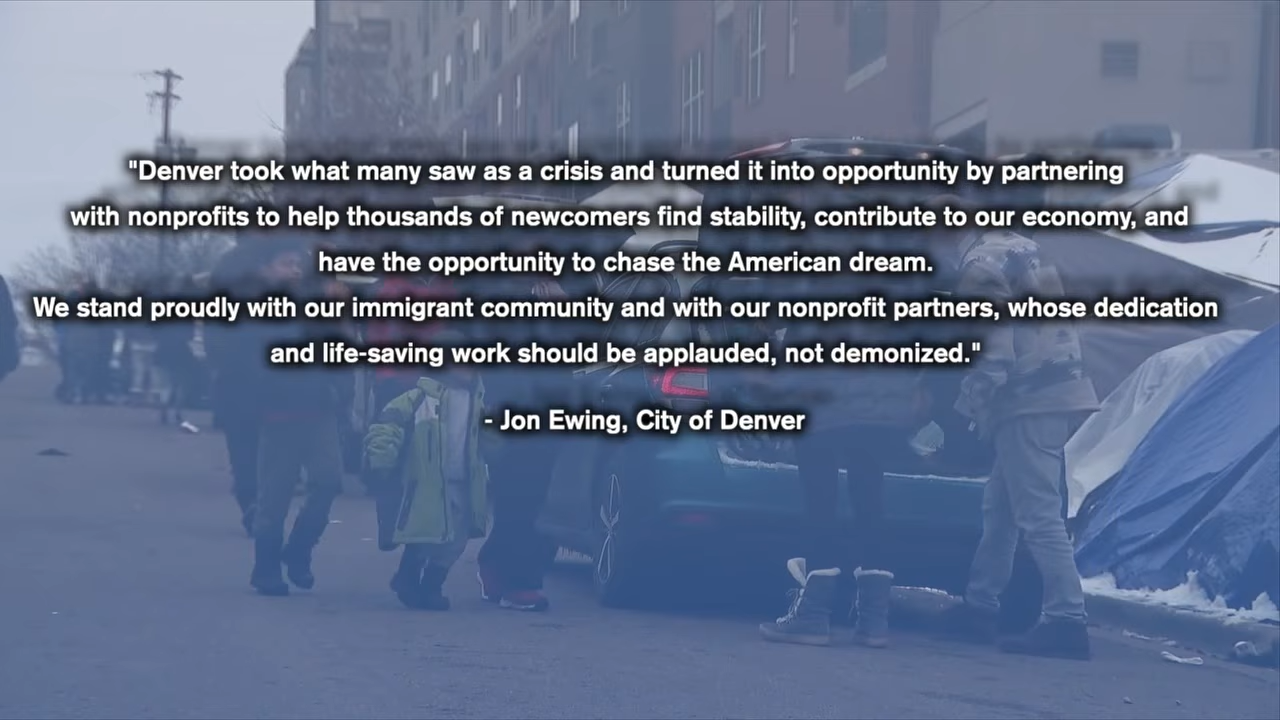 "Denver took what many saw as a crisis and turned it into opportunity by partnering
with nonprofits to help thousands of newcomers find stability, contribute to our economy, and
have the opportunity to chase the American dream.
We stand proudly with our immigrant community and with our nonprofit partners, whose dedication
and life-saving work should be applauded, not demonized."
- Jon Ewing, City of Denver